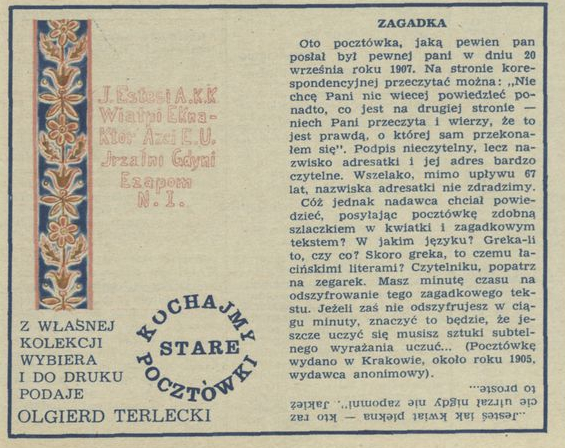 J.Estesi A.K.K
Wiatpi Ekna-
Ktor Azci E.U.
Jrzalni Gdyni
Ezapom
N. I.
Z WŁASNEJ
KOLEKCJI
WYBIERA
I DO DRUKU
PODAJE
OLGIERD TERLECKI
KOCHAJMY
STARE
POCZTÓWKI
ZAGADKA
Oto pocztówka, jaką pewien pan
posłał był pewnej pani w dniu 20
września roku 1907. Na stronie kore-
spondencyjnej przeczytać można: „Nie
chcę Pani nic więcej powiedzieć po-
nadto, co jest na drugiej stronie —
niech Pani przeczyta i wierzy, że to
jest prawdą, o której sam przekona-
łem się". Podpis nieczytelny, lecz na-
zwisko adresatki i jej adres bardzo
czytelne. Wszelako, mimo upływu 67
lat, nazwiska adresatki nie zdradzimy.
Cóż jednak nadawca chciał powie-
dzieć, posyłając pocztówkę zdobną
szlaczkiem w kwiatki i zagadkowym
tekstem? W jakim języku? Greka-li
to, czy co? Skoro greka, to czemu ła-
cińskimi literami? Czytelniku, popatrz
na zegarek. Masz minutę czasu na
odszyfrowanie tego zagadkowego tek-
stu. Jeżeli zaś nie odszyfrujesz w cią-
gu minuty, znaczyć to będzie, że je-
szcze uczyć się musisz sztuki subtel-
nego wyrażania uczuć... (Pocztówkę
wydano w Krakowie, około roku 1905,
wydawca anonimowy).
„Jesteś jak kwiat piękna — kto raz
cię ujrzał nigdy nie zapomni". Jakież
to proste...